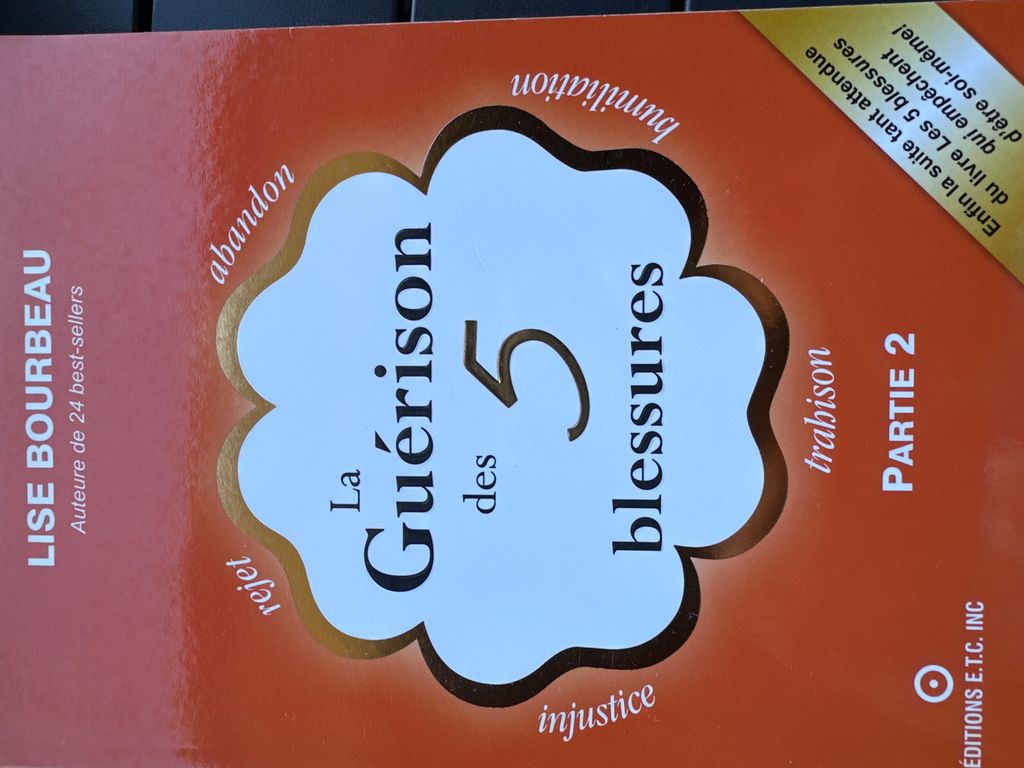 LISE BOURBEAU
Auteure de 24 best-sellers
rejet
abandon
humiliation
trahison
injustice
La
Guérison
des
5
blessures
PARTIE 2
Enfin la suite tant attendue
du livre Les 5 blessures
qui empêchent
d'être soi-même!
ÉDITIONS E.T.C. INC